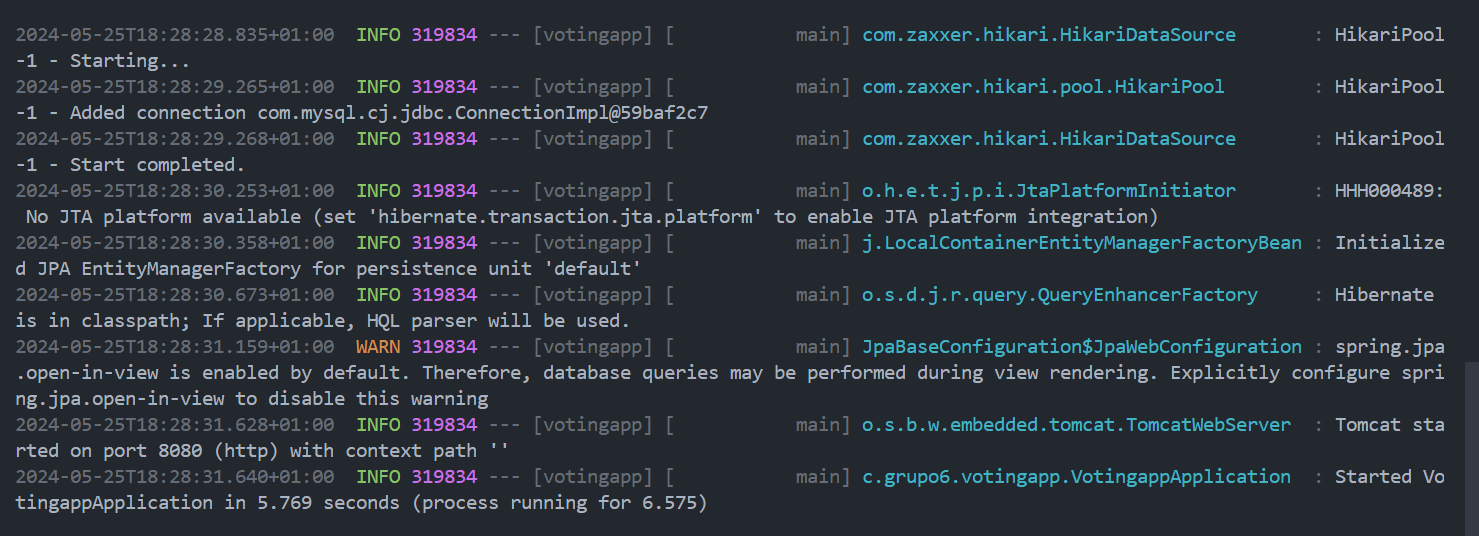 2024-05-25T18:28:28.835+01:00  INFO 319834 --- [votingapp] [           main] com.zaxxer.hikari.HikariDataSource       : HikariPool
-1 - Starting...
2024-05-25T18:28:29.265+01:00  INFO 319834 --- [votingapp] [           main] com.zaxxer.hikari.pool.HikariPool        : HikariPool
-1 - Added connection com.mysql.cj.jdbc.ConnectionImpl@59baf2c7
2024-05-25T18:28:29.268+01:00  INFO 319834 --- [votingapp] [           main] com.zaxxer.hikari.HikariDataSource       : HikariPool
-1 - Start completed.
2024-05-25T18:28:30.253+01:00  INFO 319834 --- [votingapp] [           main] o.h.e.t.j.p.i.JtaPlatformInitiator       : HHH000489:
 No JTA platform available (set 'hibernate.transaction.jta.platform' to enable JTA platform integration)
2024-05-25T18:28:30.358+01:00  INFO 319834 --- [votingapp] [           main] j.LocalContainerEntityManagerFactoryBean : Initialize
d JPA EntityManagerFactory for persistence unit 'default'
2024-05-25T18:28:30.673+01:00  INFO 319834 --- [votingapp] [           main] o.s.d.j.r.query.QueryEnhancerFactory     : Hibernate
is in classpath; If applicable, HQL parser will be used.
2024-05-25T18:28:31.159+01:00  WARN 319834 --- [votingapp] [           main] JpaBaseConfiguration$JpaWebConfiguration : spring.jpa
.open-in-view is enabled by default. Therefore, database queries may be performed during view rendering. Explicitly configure spri
ng.jpa.open-in-view to disable this warning
2024-05-25T18:28:31.628+01:00  INFO 319834 --- [votingapp] [           main] o.s.b.w.embedded.tomcat.TomcatWebServer  : Tomcat sta
rted on port 8080 (http) with context path ''
2024-05-25T18:28:31.640+01:00  INFO 319834 --- [votingapp] [           main] c.grupo6.votingapp.VotingappApplication  : Started Vo
tingappApplication in 5.769 seconds (process running for 6.575)